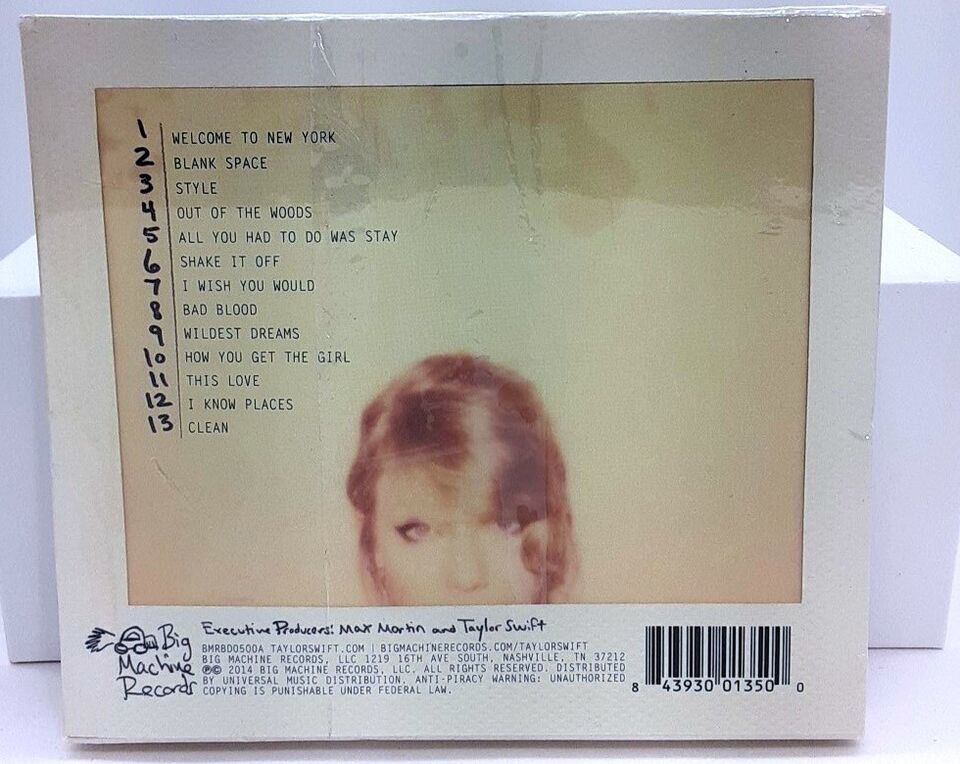 1 WELCOME TO NEW YORK
2 BLANK SPACE
3 STYLE
4 OUT OF THE WOODS
5 ALL YOU HAD TO DO WAS STAY
6 SHAKE IT OFF
7 I WISH YOU WOULD
8 BAD BLOOD
9 WILDEST DREAMS
10 HOW YOU GET THE GIRL
11 THIS LOVE
12 I KNOW PLACES
13 CLEAN
Big
Machine
Records
Executive Producers: Max Martin and Taylor Swift
BMRBD0500A TAYLORSWIFT.COM | BIGMACHINERECORDS.COM/TAYLORSWIFT
BIG MACHINE RECORDS, LLC 1219 16TH AVE SOUTH, NASHVILLE, TN 37212
℗© 2014 BIG MACHINE RECORDS, LLC. ALL RIGHTS RESERVED. DISTRIBUTED
BY UNIVERSAL MUSIC DISTRIBUTION. ANTI-PIRACY WARNING: UNAUTHORIZED
COPYING IS PUNISHABLE UNDER FEDERAL LAW.
8 43930 01350 0